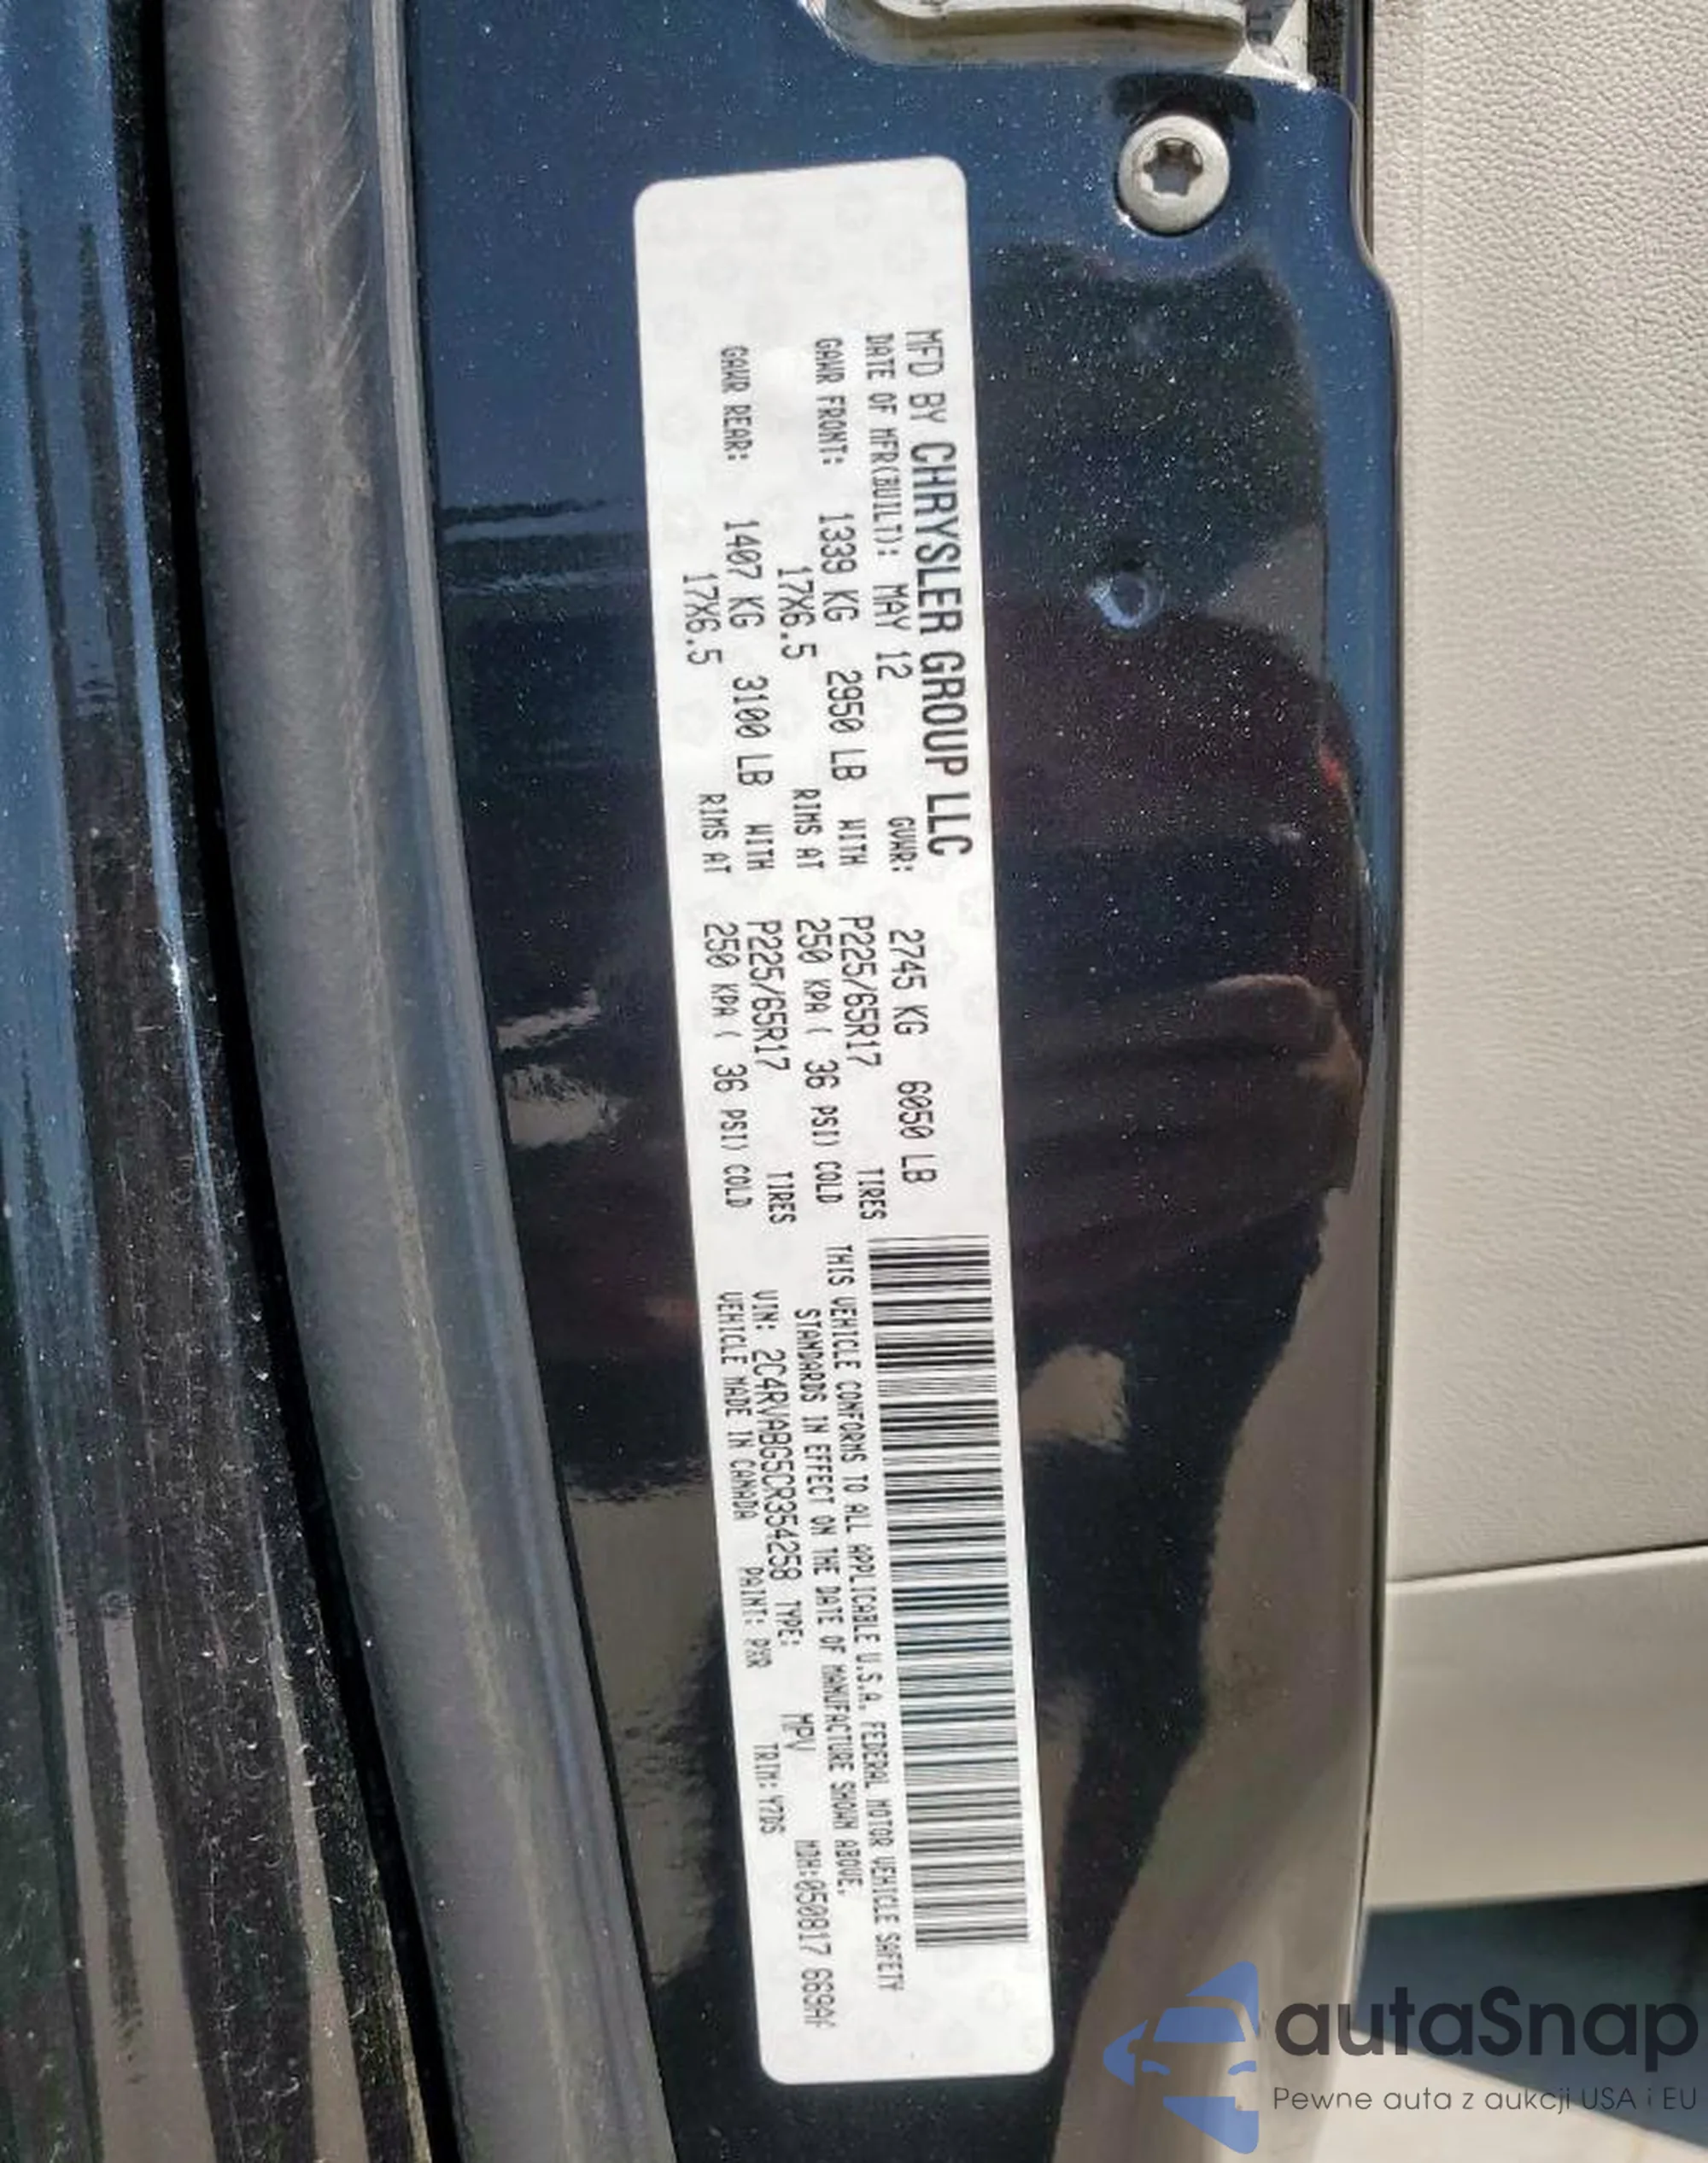 MFD BY CHRYSLER GROUP LLC
DATE OF MFR(BUILT): MAY 12 GVWR: 2745 KG 6050 LB
GAWR FRONT: 1339 KG 2950 LB WITH P225/65R17 TIRES
17X6.5 RIMS AT 250 KPA ( 36 PSI) COLD
GAWR REAR: 1407 KG 3100 LB WITH P225/65R17 TIRES
17X6.5 RIMS AT 250 KPA ( 36 PSI) COLD
THIS VEHICLE CONFORMS TO ALL APPLICABLE U.S.A. FEDERAL MOTOR VEHICLE SAFETY
STANDARDS IN EFFECT ON THE DATE OF MANUFACTURE SHOWN ABOVE.
VIN: 2C4RVABG5CR354258 TYPE: MPV MDH:050817 669AF
VEHICLE MADE IN CANADA PAINT: PXR TRIM:
autaSnap
Pewne auta z aukcji USA i EU